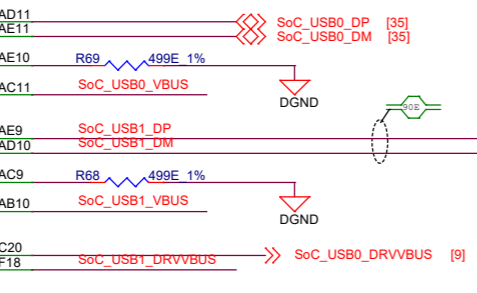 AD11 SoC_USB0_DP [35]
AE11 SoC_USB0_DM [35]
AE10 R69 499E_1%
DGND
AC11 SoC_USB0_VBUS
90E
AE9 SoC_USB1_DP
AD10 SoC_USB1_DM
AC9 R68 499E_1%
DGND
AB10 SoC_USB1_VBUS
C20 SoC_USB0_DRVVBUS [9]
F18 SoC_USB1_DRVVBUS